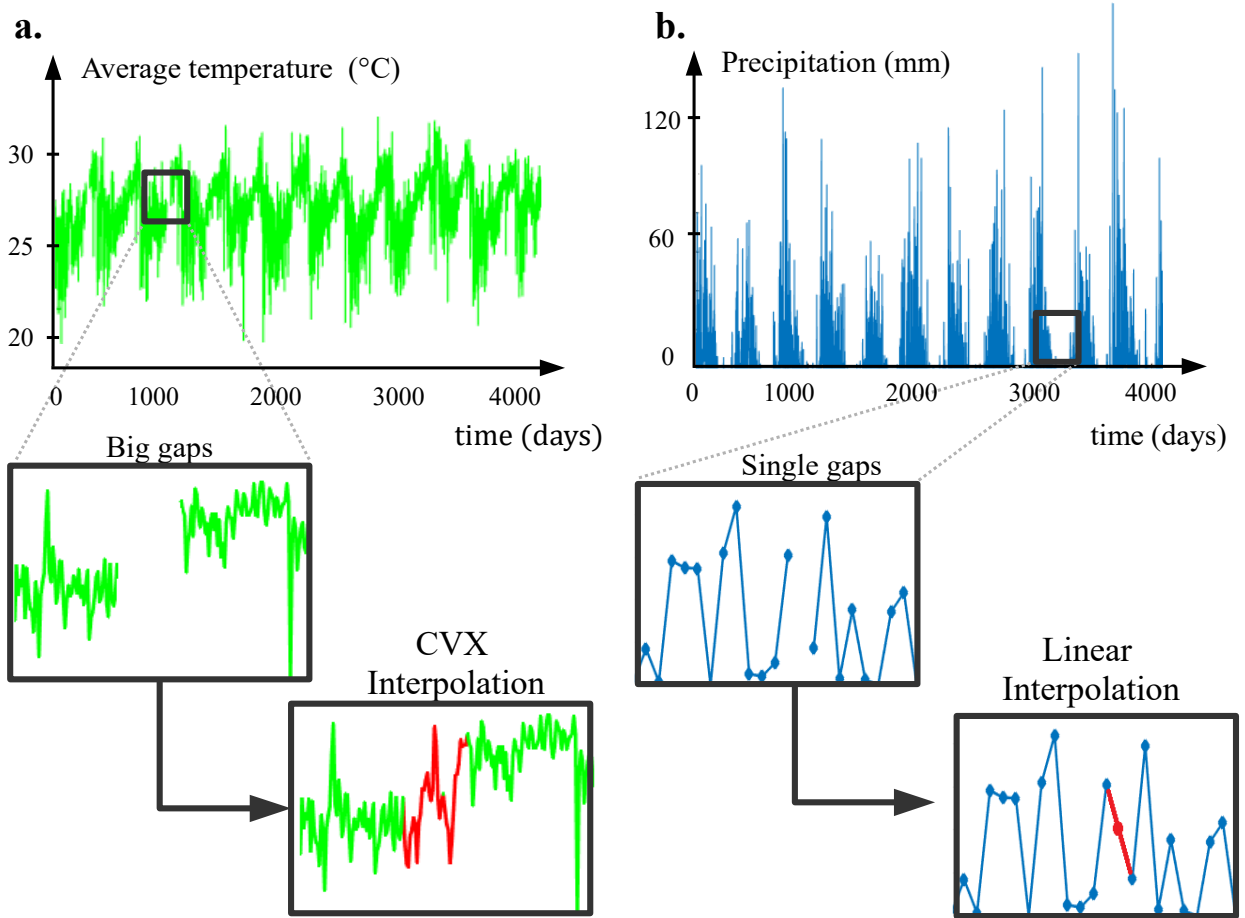 a.
Average temperature (°C)
30
25
20
0 1000 2000 3000 4000
time (days)
Big gaps
CVX
Interpolation
b.
Precipitation (mm)
120
60
0
0 1000 2000 3000 4000
time (days)
Single gaps
Linear
Interpolation